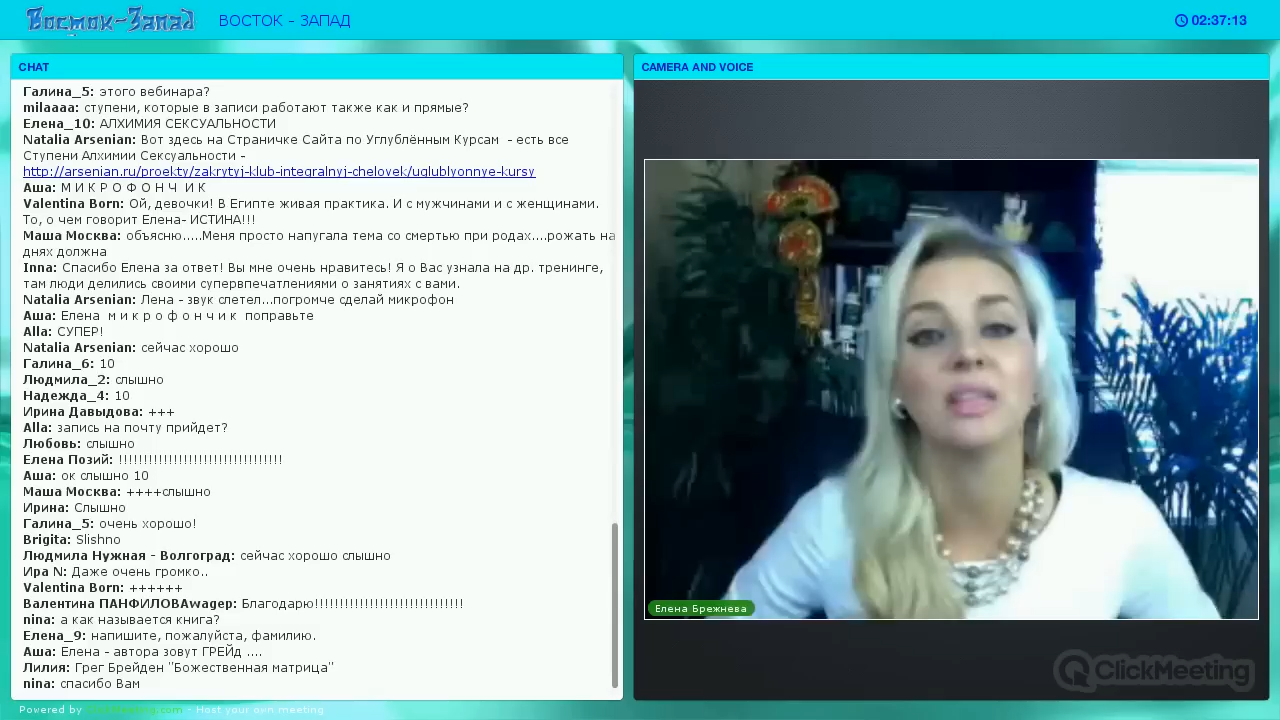 Восток-Запад
ВОСТОК - ЗАПАД
02:37:13
CHAT
Галина_5: этого вебинара?
milaaaa: ступени, которые в записи работают также как и прямые?
Елена_10: АЛХИМИЯ СЕКСУАЛЬНОСТИ
Natalia Arsenian: Вот здесь на Страничке Сайта по Углублённым Курсам - есть все
Ступени Алхимии Сексуальности -
http://arsenian.ru/proekty/zakrytyj-klub-integralnyj-chelovek/uglublyonnye-kursy
Аша: М И К Р О Ф О Н Ч И К
Valentina Born: Ой, девочки! В Египте живая практика. И с мужчинами и с женщинами.
То, о чем говорит Елена- ИСТИНА!!!
Маша Москва: объясню.....Меня просто напугала тема со смертью при родах....рожать на
днях должна
Inna: Спасибо Елена за ответ! Вы мне очень нравитесь! Я о Вас узнала на др. тренинге,
там люди делились своими супервпечатлениями о занятиях с вами.
Natalia Arsenian: Лена - звук слетел...погромче сделай микрофон
Аша: Елена м и к р о ф о н ч и к поправьте
Alla: СУПЕР!
Natalia Arsenian: сейчас хорошо
Галина_6: 10
Людмила_2: слышно
Надежда_4: 10
Ирина Давыдова: +++
Alla: запись на почту прийдет?
Любовь: слышно
Елена Позий: !!!!!!!!!!!!!!!!!!!!!!!!!!!!!!!!!
Аша: ок слышно 10
Маша Москва: ++++слышно
Ирина: Слышно
Галина_5: очень хорошо!
Brigita: Slishno
Людмила Нужная - Волгоград: сейчас хорошо слышно
Ира N: Даже очень громко..
Valentina Born: ++++++
Валентина ПАНФИЛОВАwagep: Благодарю!!!!!!!!!!!!!!!!!!!!!!!!!!!!!!
nina: а как называется книга?
Елена_9: напишите, пожалуйста, фамилию.
Аша: Елена - автора зовут ГРЕЙд ....
Лилия: Грег Брейден "Божественная матрица"
nina: спасибо Вам
Powered by ClickMeeting.com - Host your own meeting
CAMERA AND VOICE
Елена Брежнева
ClickMeeting